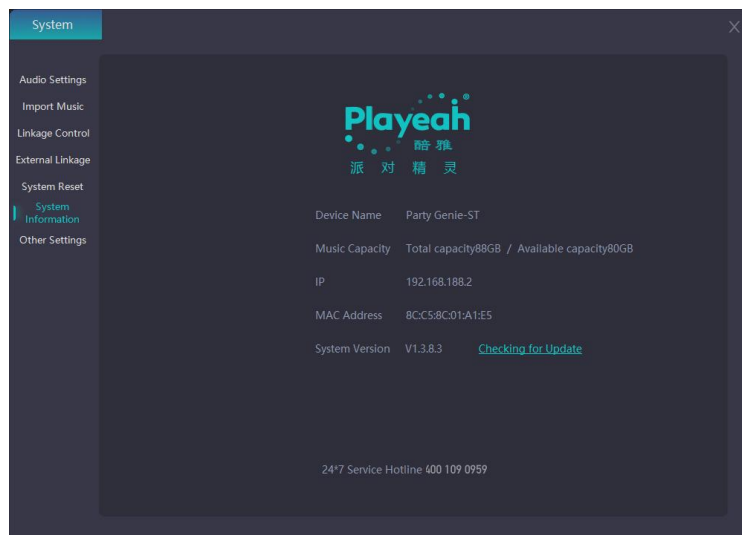 System
X
Audio Settings
Import Music
Linkage Control
External Linkage
System Reset
System
Information
Other Settings
Playeah®
酷雅
派对精灵
Device Name Party Genie-ST
Music Capacity Total capacity88GB / Available capacity80GB
IP 192.168.188.2
MAC Address 8C:C5:8C:01:A1:E5
System Version V1.3.8.3 Checking for Update
24*7 Service Hotline 400 109 0959